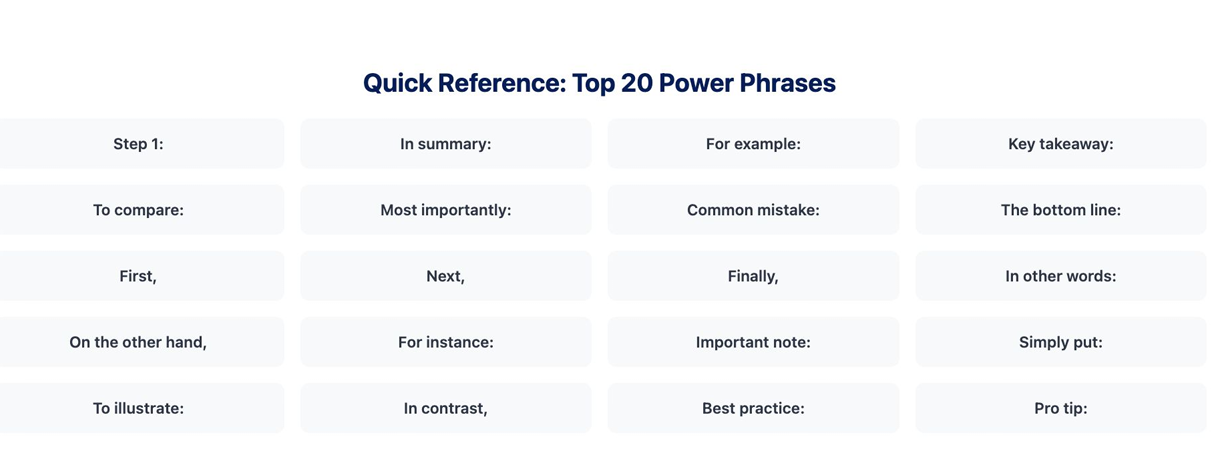 Quick Reference: Top 20 Power Phrases
Step 1:
In summary:
For example:
Key takeaway:
To compare:
Most importantly:
Common mistake:
The bottom line:
First,
Next,
Finally,
In other words:
On the other hand,
For instance:
Important note:
Simply put:
To illustrate:
In contrast,
Best practice:
Pro tip: